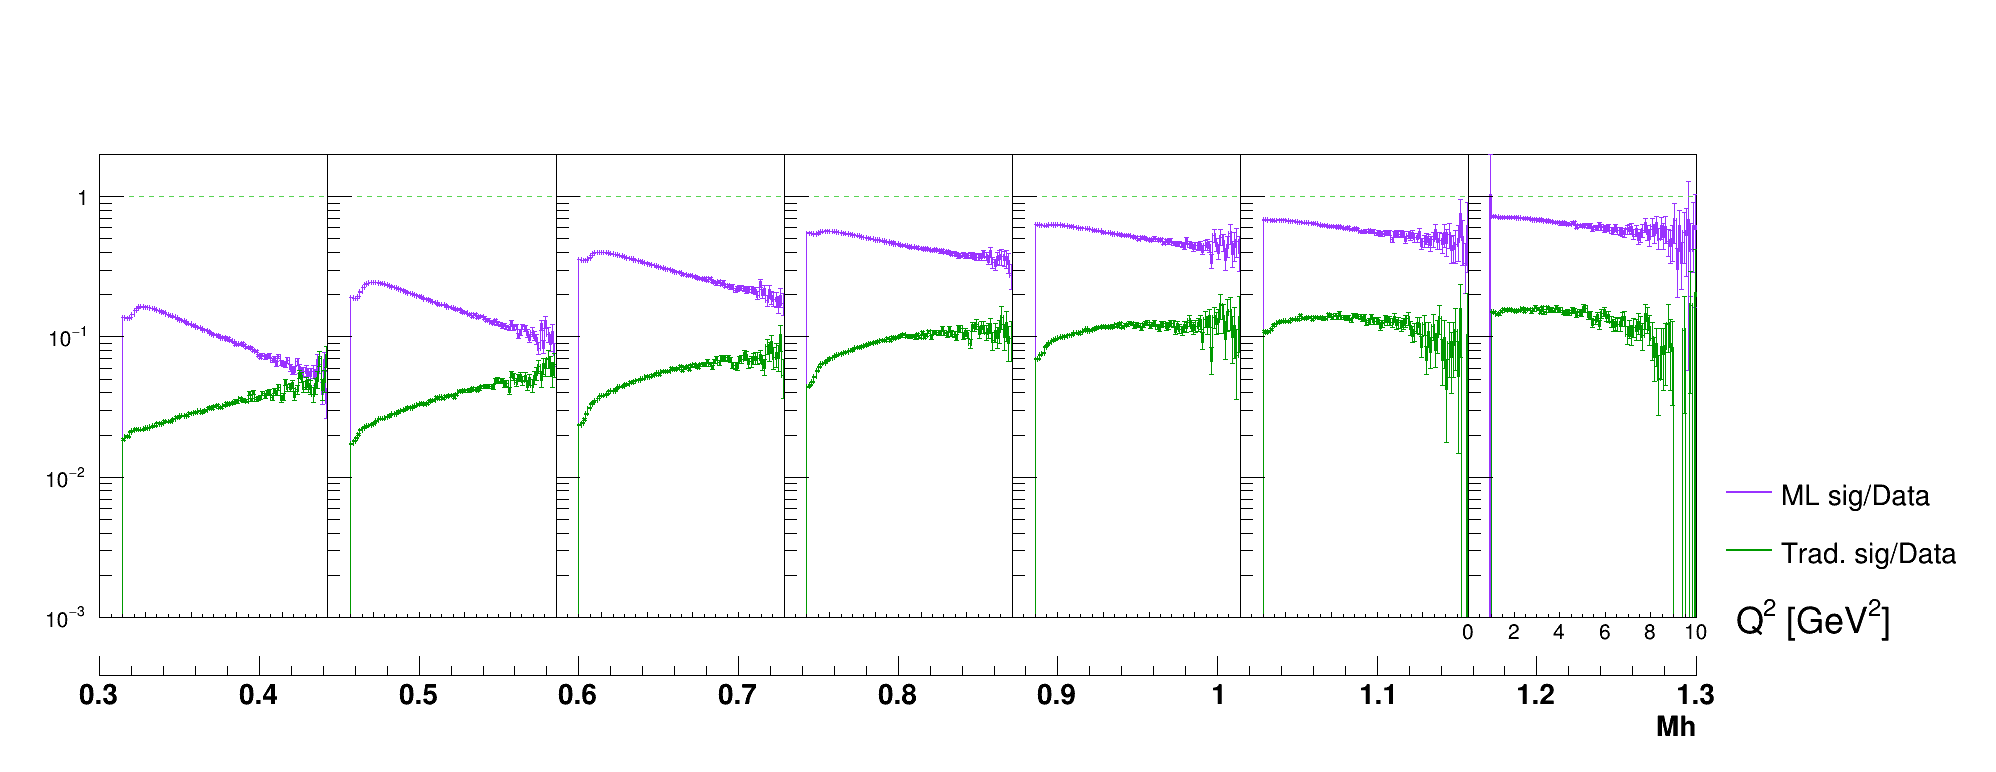 1
10⁻¹
10⁻²
10⁻³
ML sig/Data
Trad. sig/Data
Q² [GeV²]
0 2 4 6 8 10
0.3 0.4 0.5 0.6 0.7 0.8 0.9 1 1.1 1.2 1.3
Mh